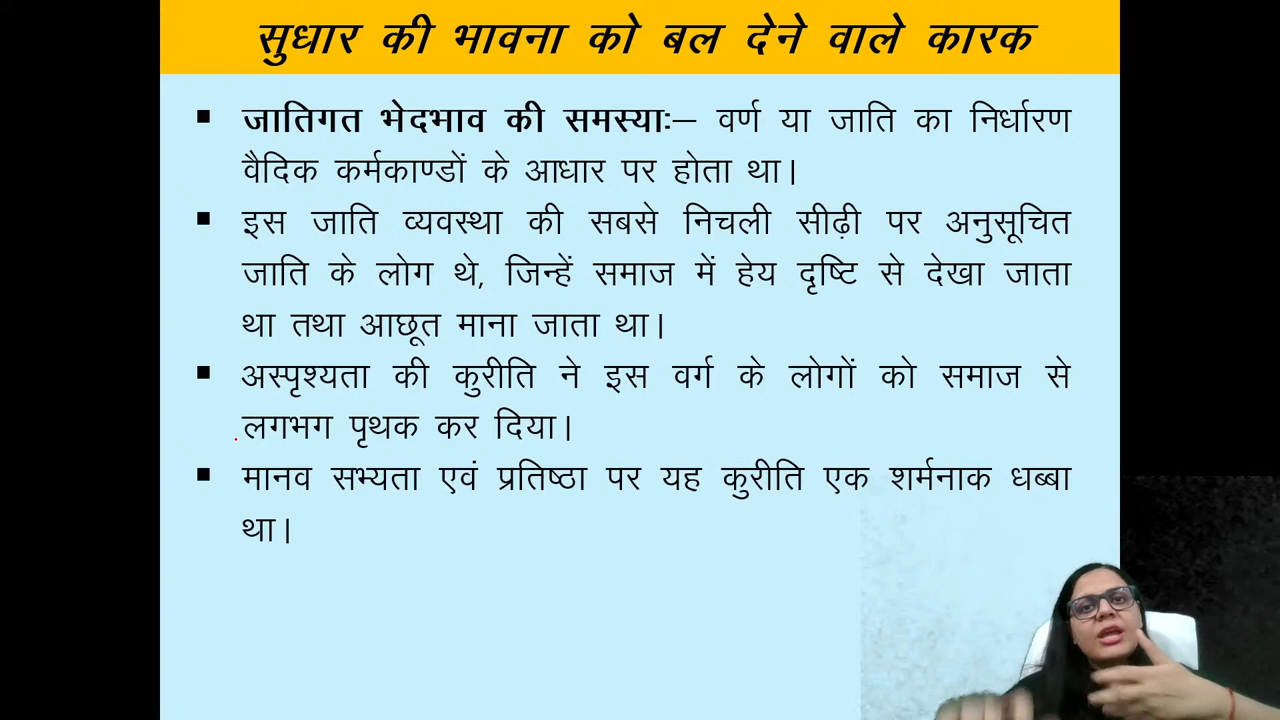 सुधार की भावना को बल देने वाले कारक
▪ जातिगत भेदभाव की समस्याः– वर्ण या जाति का निर्धारण
वैदिक कर्मकाण्डों के आधार पर होता था।
▪ इस जाति व्यवस्था की सबसे निचली सीढ़ी पर अनुसूचित
जाति के लोग थे, जिन्हें समाज में हेय दृष्टि से देखा जाता
था तथा आछूत माना जाता था।
▪ अस्पृश्यता की कुरीति ने इस वर्ग के लोगों को समाज से
लगभग पृथक कर दिया।
▪ मानव सभ्यता एवं प्रतिष्ठा पर यह कुरीति एक शर्मनाक धब्बा
था।